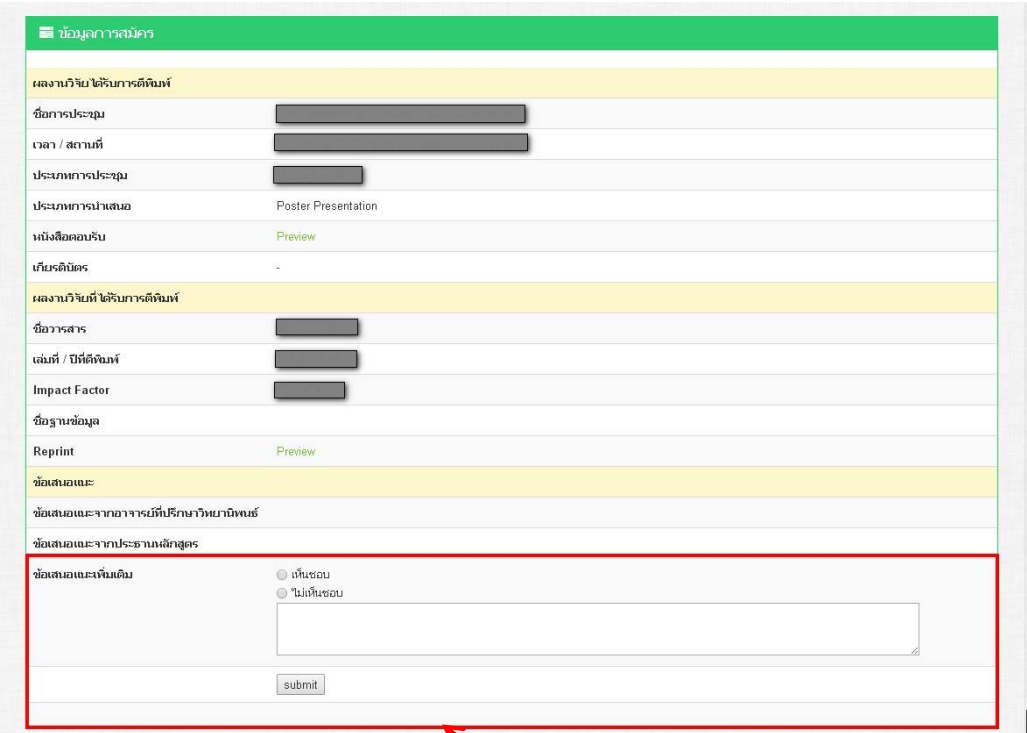 ข้อมูลการสมัคร
ผลงานวิจัยได้รับการตีพิมพ์
ชื่อการประชุม
เวลา / สถานที่
ประเภทการประชุม
ประเภทการนำเสนอ Poster Presentation
หนังสือตอบรับ Preview
เกียรติบัตร -
ผลงานวิจัยที่ได้รับการตีพิมพ์
ชื่อวารสาร
เล่มที่ / ปีที่ตีพิมพ์
Impact Factor
ชื่อฐานข้อมูล
Reprint Preview
ข้อเสนอแนะ
ข้อเสนอแนะจากอาจารย์ที่ปรึกษาวิทยานิพนธ์
ข้อเสนอแนะจากประธานหลักสูตร
ข้อเสนอแนะเพิ่มเติม เห็นชอบ
ไม่เห็นชอบ
submit